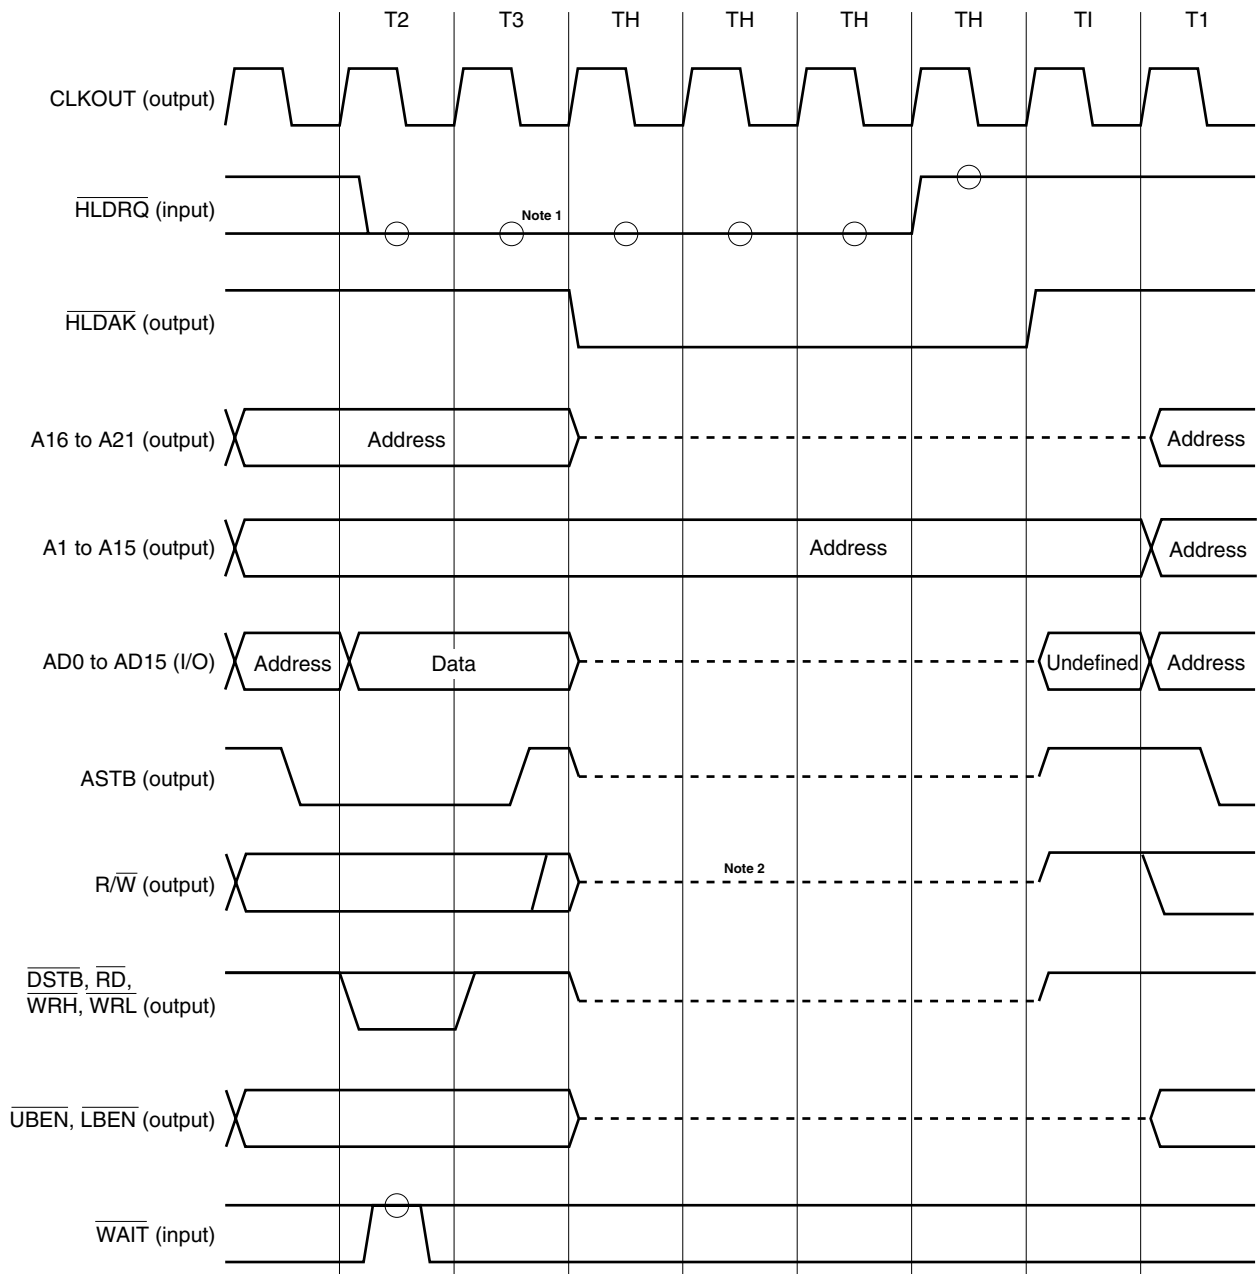 T2 T3 TH TH TH TH TI T1
CLKOUT (output)
HLDRQ (input)
Note 1
HLDAK (output)
A16 to A21 (output)
Address
Address
A1 to A15 (output)
Address
Address
AD0 to AD15 (I/O)
Address
Data
Undefined
Address
ASTB (output)
R/W (output)
Note 2
DSTB, RD,
WRH, WRL (output)
UBEN, LBEN (output)
WAIT (input)